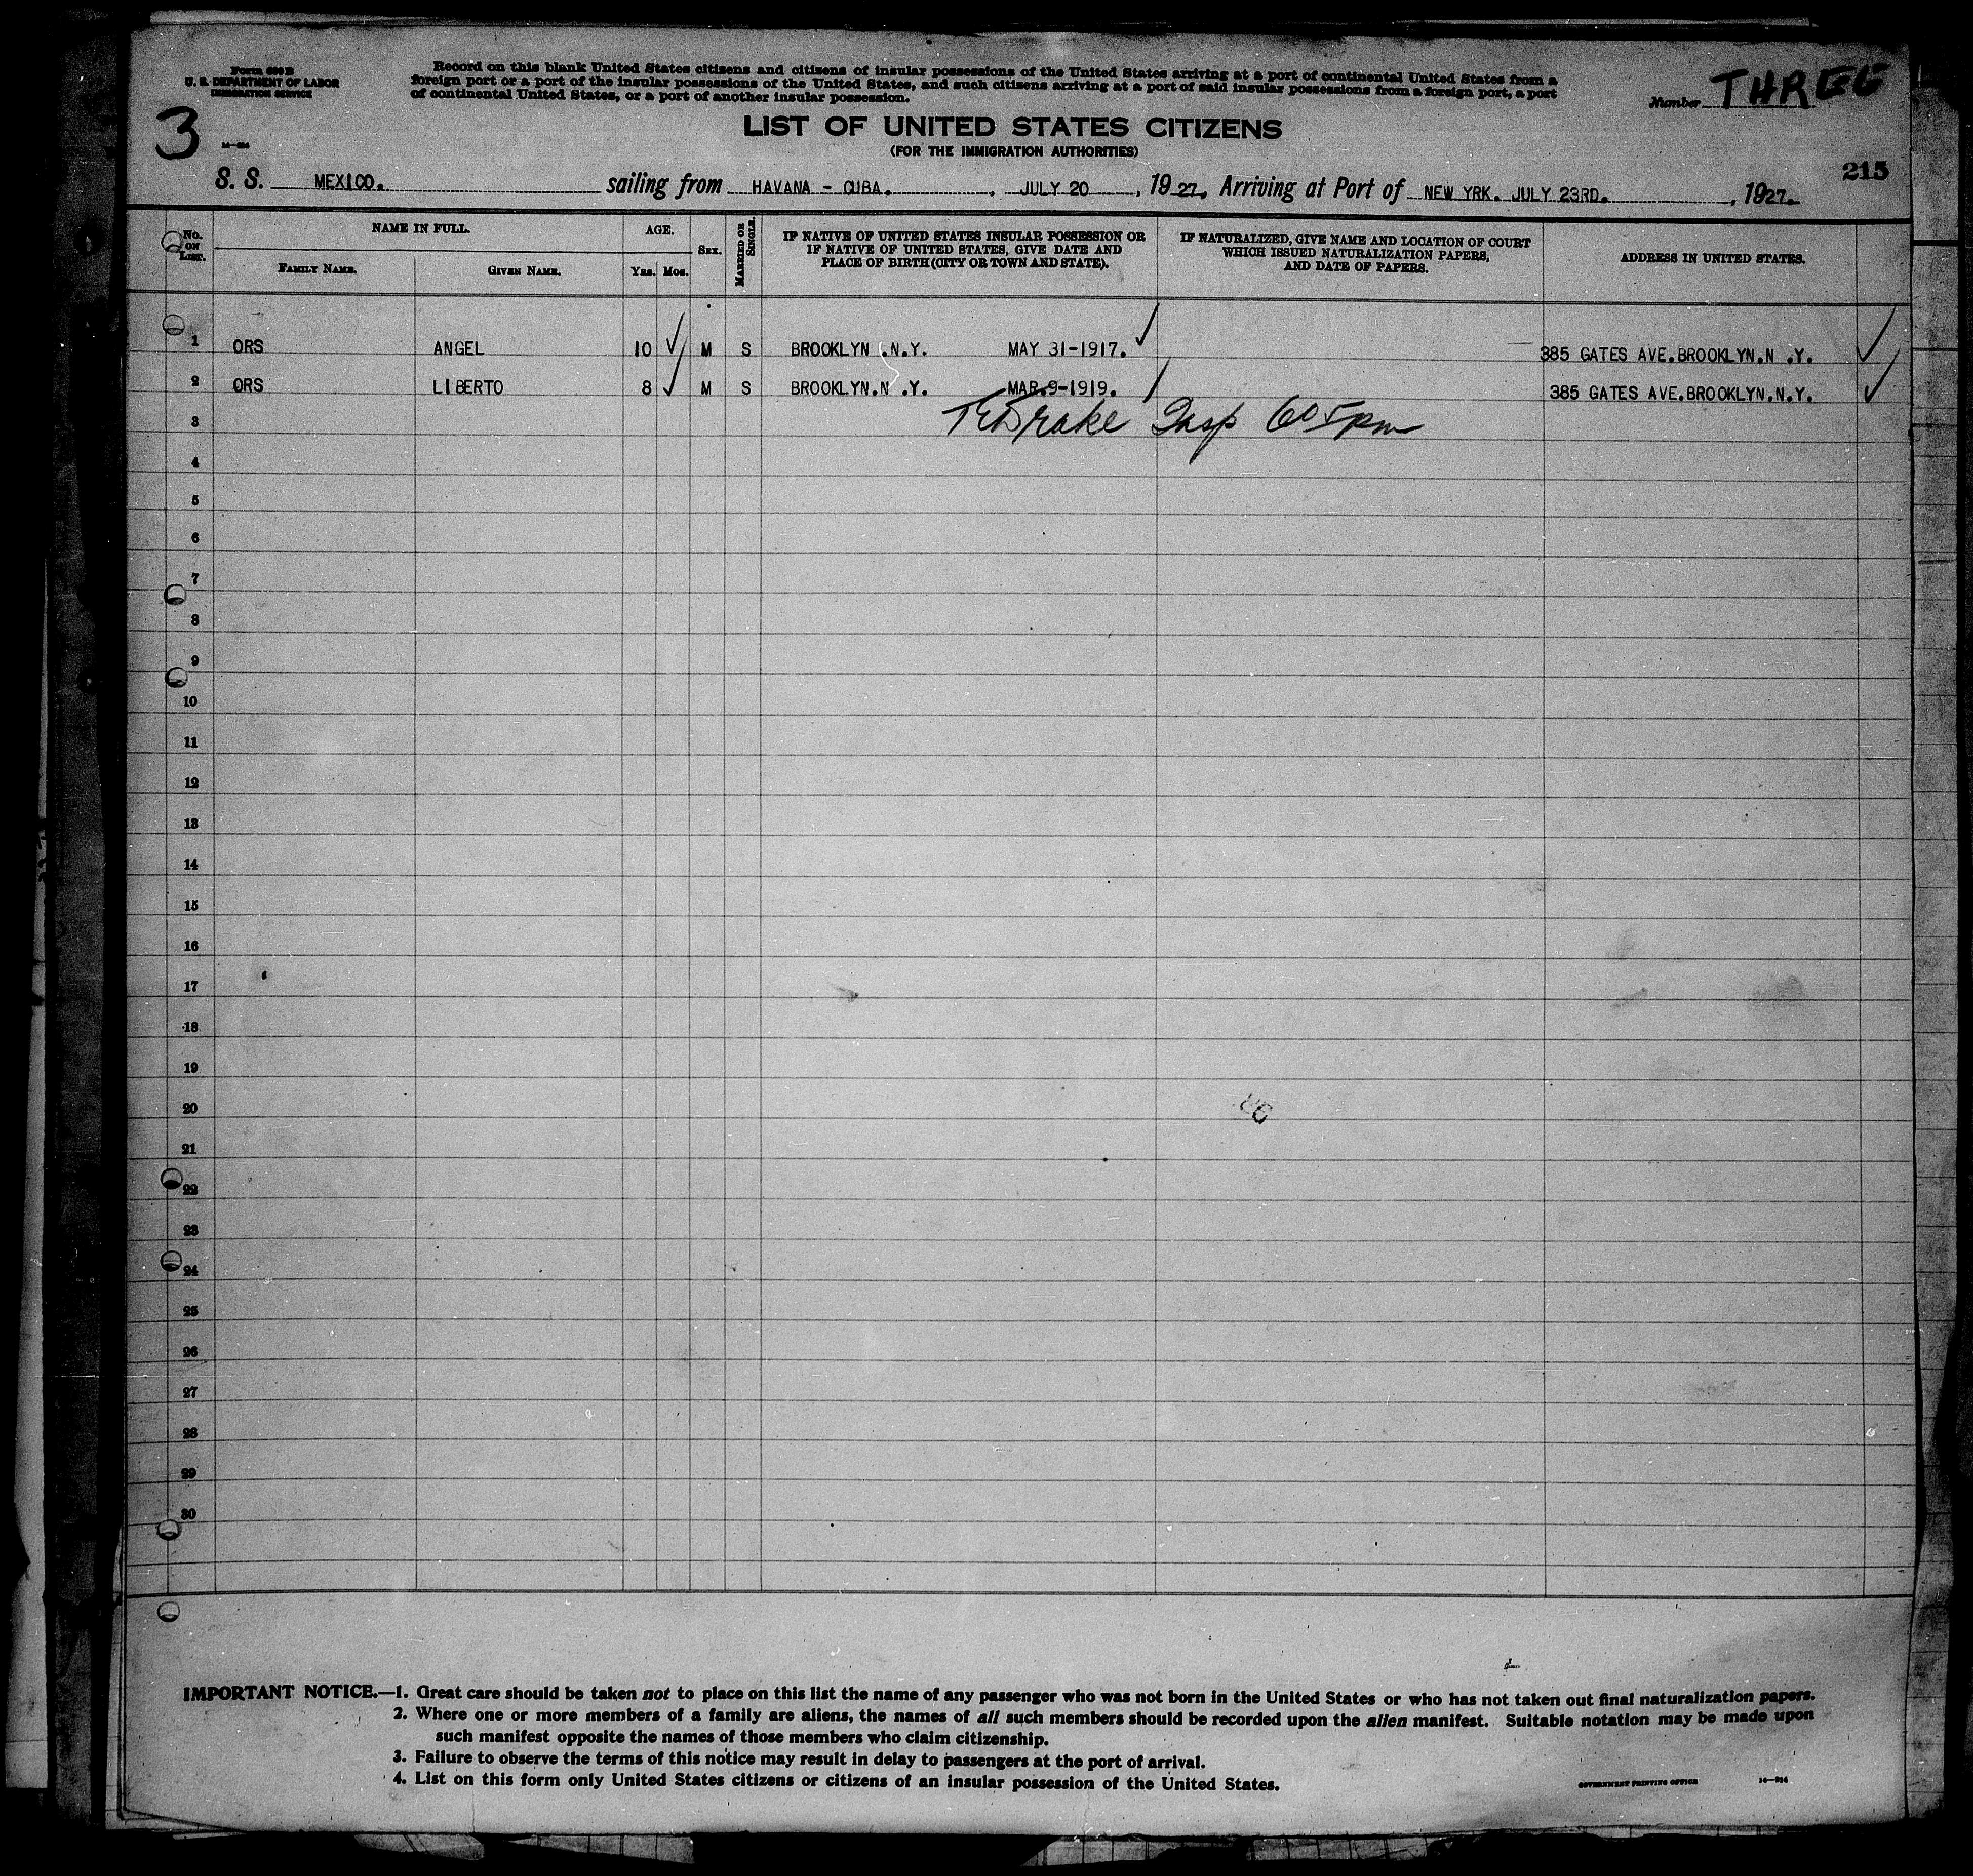 Form 630 B
U. S. DEPARTMENT OF LABOR
IMMIGRATION SERVICE
Record on this blank United States citizens and citizens of insular possessions of the United States arriving at a port of continental United States from a
foreign port or a port of the insular possessions of the United States, and such citizens arriving at a port of said insular possessions from a foreign port, a port
of continental United States, or a port of another insular possession.
Number THREE
3
LIST OF UNITED STATES CITIZENS
(FOR THE IMMIGRATION AUTHORITIES)
215
S. S. MEXICO. sailing from HAVANA - CUBA. , JULY 20 , 1927, Arriving at Port of NEW YRK. JULY 23RD. , 1927.
No. ON LIST. NAME IN FULL. AGE. SEX. MARRIED OR SINGLE. IF NATIVE OF UNITED STATES INSULAR POSSESSION OR IF NATIVE OF UNITED STATES, GIVE DATE AND PLACE OF BIRTH (CITY OR TOWN AND STATE). IF NATURALIZED, GIVE NAME AND LOCATION OF COURT WHICH ISSUED NATURALIZATION PAPERS, AND DATE OF PAPERS. ADDRESS IN UNITED STATES.
FAMILY NAME. GIVEN NAME. YRS. MOS.
1 ORS ANGEL 10 M S BROOKLYN .N.Y. MAY 31-1917. 385 GATES AVE.BROOKLYN.N .Y.
2 ORS LIBERTO 8 M S BROOKLYN.N .Y. MAR.9-1919. 385 GATES AVE.BROOKLYN.N.Y.
3 Drake Insp 605pm
4
5
6
7
8
9
10
11
12
13
14
15
16
17
18
19
20
21
22
23
24
25
26
27
28
29
30
IMPORTANT NOTICE.—1. Great care should be taken not to place on this list the name of any passenger who was not born in the United States or who has not taken out final naturalization papers.
2. Where one or more members of a family are aliens, the names of all such members should be recorded upon the alien manifest. Suitable notation may be made upon
such manifest opposite the names of those members who claim citizenship.
3. Failure to observe the terms of this notice may result in delay to passengers at the port of arrival.
4. List on this form only United States citizens or citizens of an insular possession of the United States.
GOVERNMENT PRINTING OFFICE 14—214